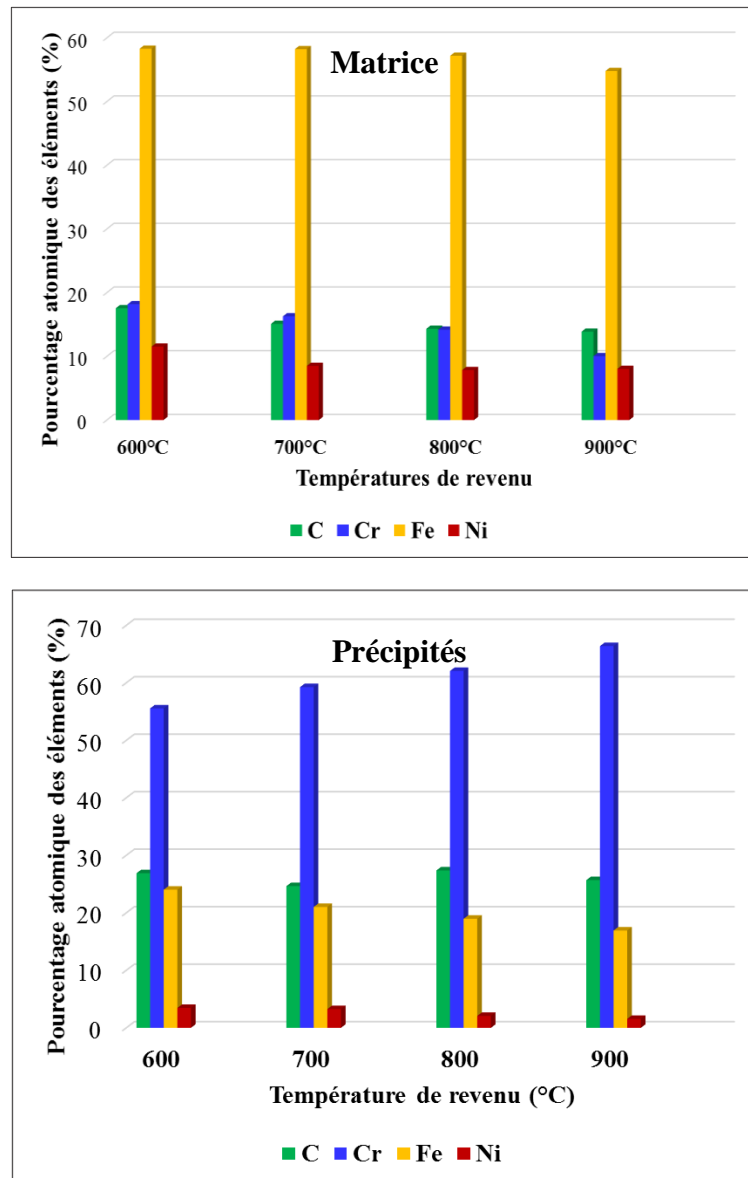 Matrice
Pourcentage atomique des éléments (%)
60
50
40
30
20
10
0
600°C 700°C 800°C 900°C
Températures de revenu
C Cr Fe Ni
Précipités
Pourcentage atomique des éléments (%)
70
60
50
40
30
20
10
0
600 700 800 900
Température de revenu (°C)
C Cr Fe Ni